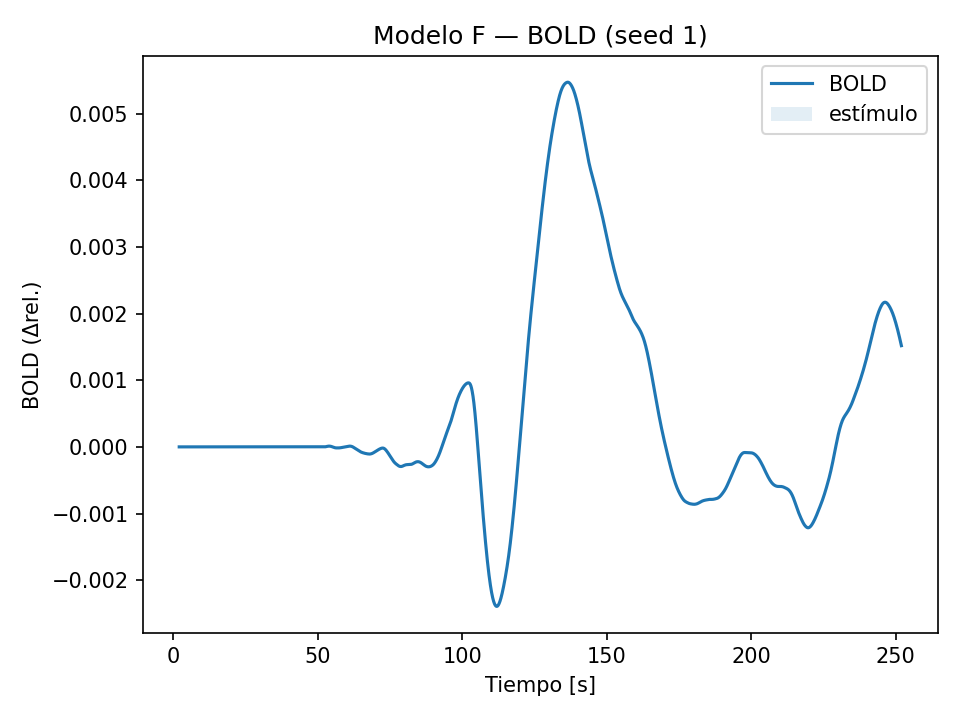 Modelo F — BOLD (seed 1)
BOLD
estímulo
BOLD (Δrel.)
0.005
0.004
0.003
0.002
0.001
0.000
−0.001
−0.002
0 50 100 150 200 250
Tiempo [s]